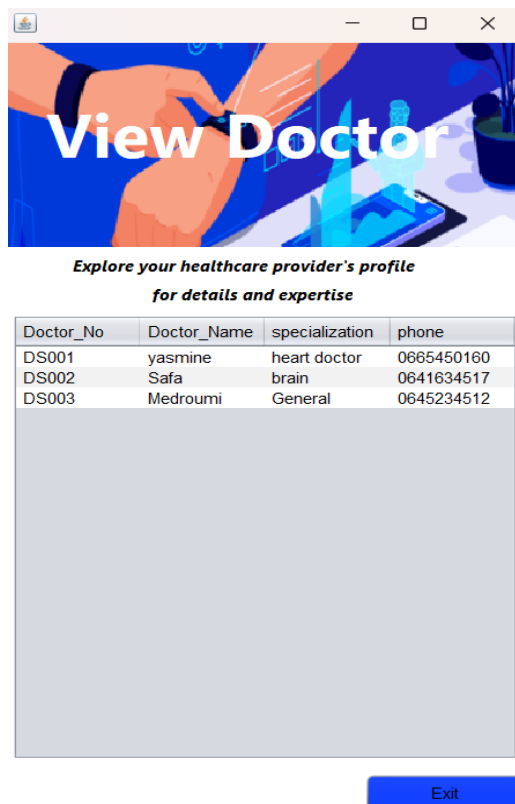 View Doctor
Explore your healthcare provider's profile
for details and expertise
Doctor_No Doctor_Name specialization phone
DS001 yasmine heart doctor 0665450160
DS002 Safa brain 0641634517
DS003 Medroumi General 0645234512
Exit